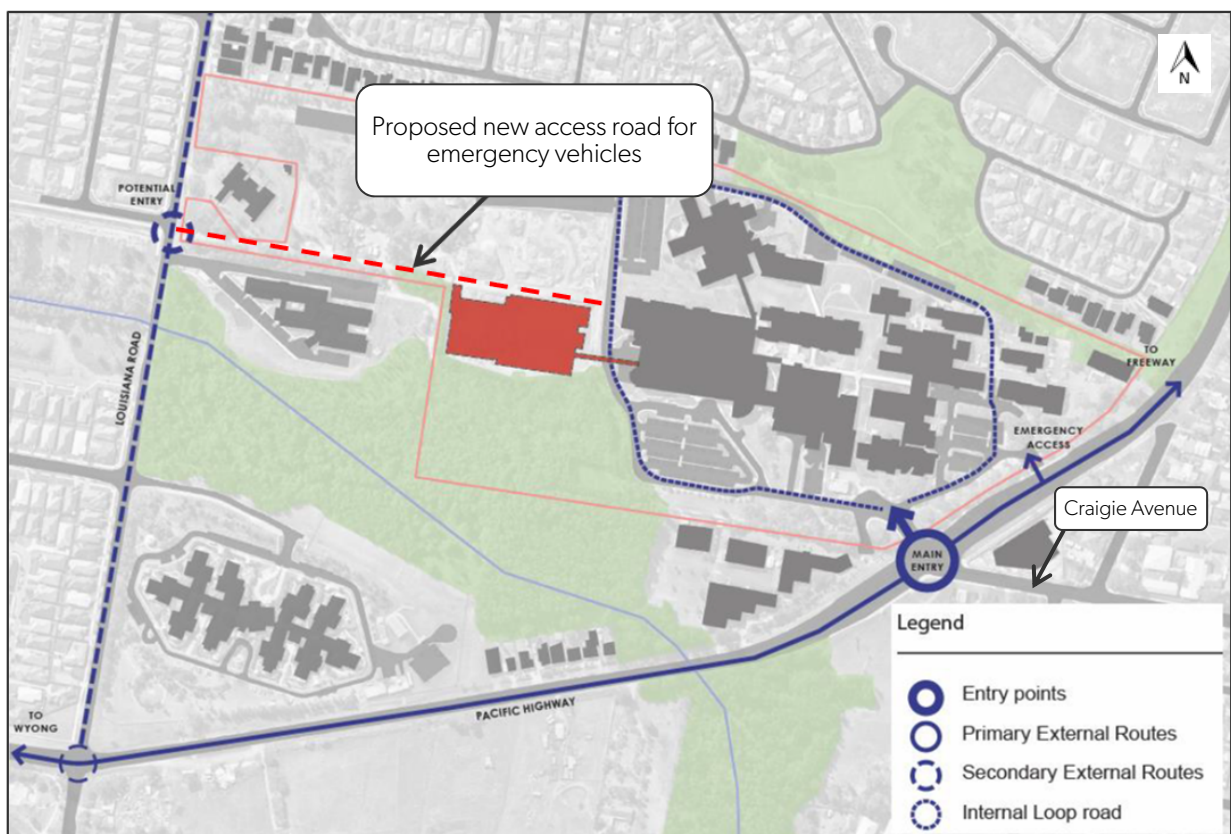 N
Proposed new access road for
emergency vehicles
POTENTIAL
ENTRY
LOUISIANA ROAD
TO
FREEWAY
EMERGENCY
ACCESS
Craigie Avenue
MAIN
ENTRY
PACIFIC HIGHWAY
TO
WYONG
Legend
Entry points
Primary External Routes
Secondary External Routes
Internal Loop road